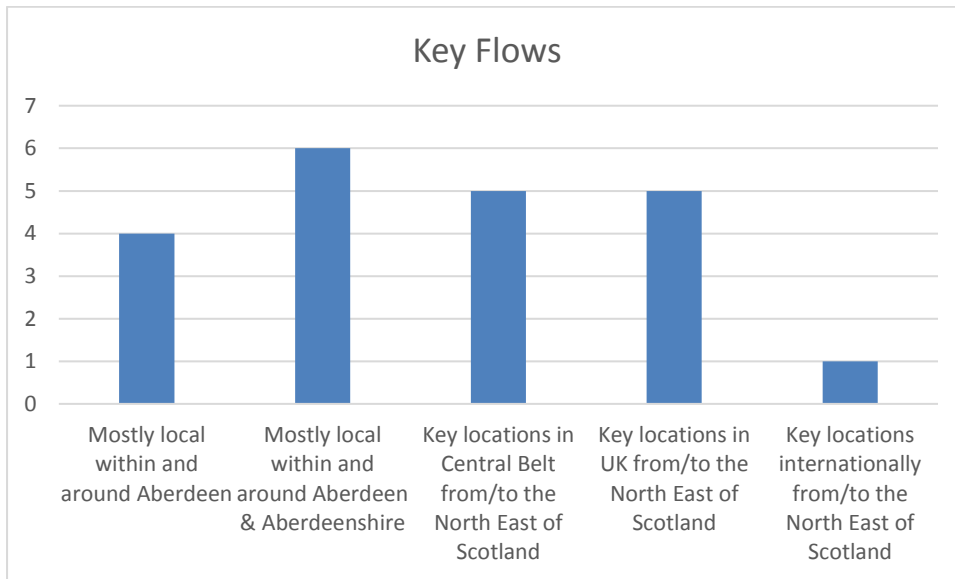 Key Flows
7
6
5
4
3
2
1
0
Mostly local
within and
around Aberdeen
Mostly local
within and
around Aberdeen
& Aberdeenshire
Key locations in
Central Belt
from/to the
North East of
Scotland
Key locations in
UK from/to the
North East of
Scotland
Key locations
internationally
from/to the
North East of
Scotland